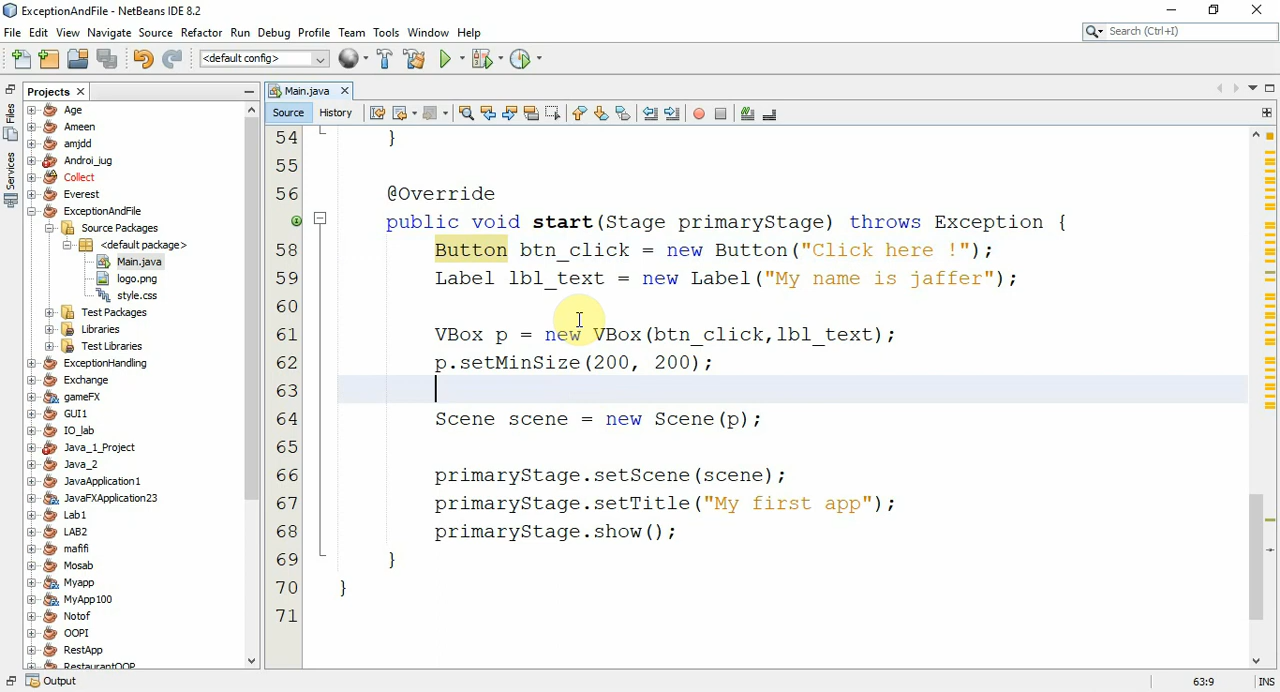 ExceptionAndFile - NetBeans IDE 8.2
File Edit View Navigate Source Refactor Run Debug Profile Team Tools Window Help
Search (Ctrl+I)
<default config>
Projects
Main.java
Files
Services
Source History
Age
Ameen
amjdd
Androi_jug
Collect
Everest
ExceptionAndFile
Source Packages
<default package>
Main.java
logo.png
style.css
Test Packages
Libraries
Test Libraries
ExceptionHandling
Exchange
gameFX
GUI1
IO_lab
Java_1_Project
Java_2
JavaApplication1
JavaFXApplication23
Lab1
LAB2
mafifi
Mosab
Myapp
MyApp100
Notof
OOPI
RestApp
RestaurantOOP
54 }
55
56 @Override
public void start(Stage primaryStage) throws Exception {
58 Button btn_click = new Button("Click here !");
59 Label lbl_text = new Label("My name is jaffer");
60
61 VBox p = new VBox(btn_click,lbl_text);
62 p.setMinSize(200, 200);
63
64 Scene scene = new Scene(p);
65
66 primaryStage.setScene(scene);
67 primaryStage.setTitle("My first app");
68 primaryStage.show();
69 }
70 }
71
Output
63:9 INS